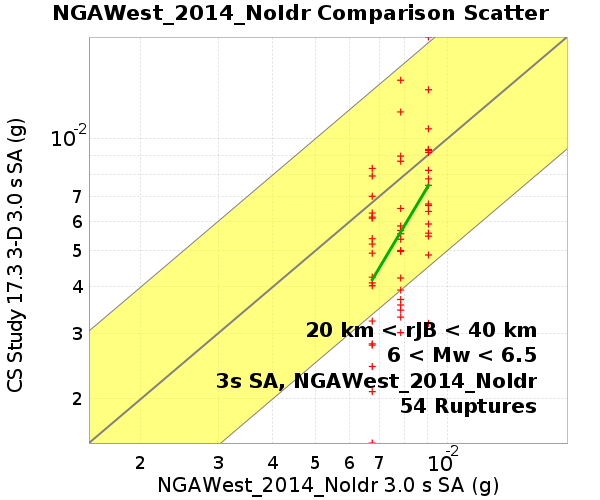 NGAWest_2014_NoIdr Comparison Scatter
CS Study 17.3 3-D 3.0 s SA (g)
10⁻²
7
6
5
4
3
2
20 km < rJB < 40 km
6 < Mw < 6.5
3s SA, NGAWest_2014_NoIdr
54 Ruptures
2 3 4 5 6 7 10⁻²
NGAWest_2014_NoIdr 3.0 s SA (g)